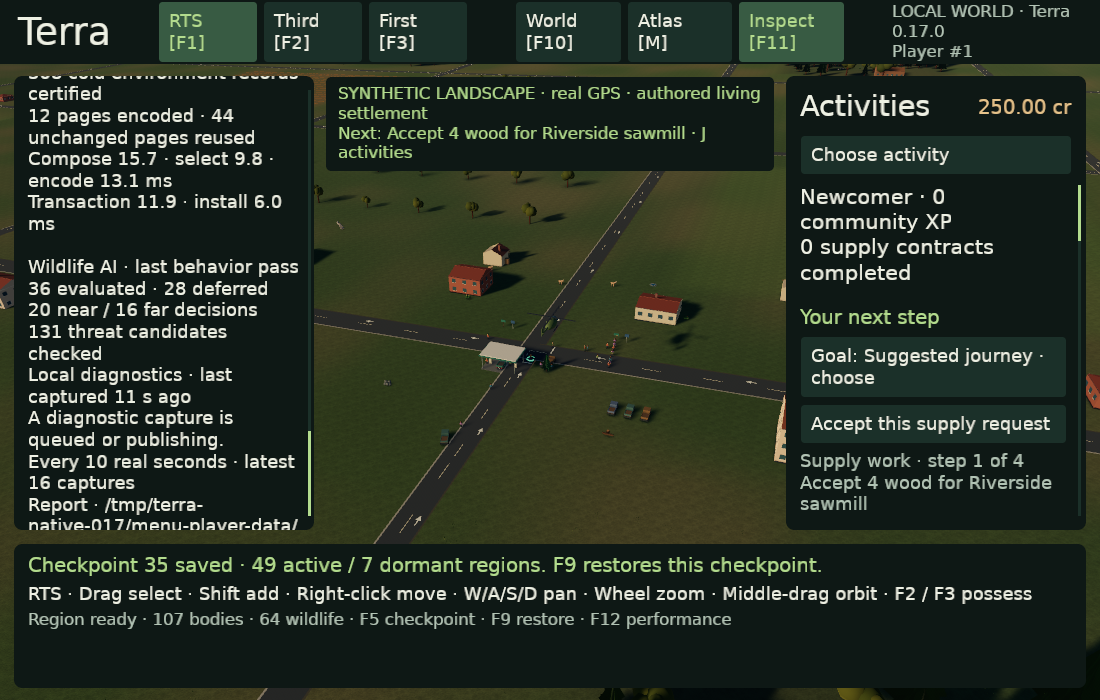 Terra
RTS
[F1]
Third
[F2]
First
[F3]
World
[F10]
Atlas
[M]
Inspect
[F11]
LOCAL WORLD · Terra
0.17.0
Player #1
certified
12 pages encoded · 44
unchanged pages reused
Compose 15.7 · select 9.8 ·
encode 13.1 ms
Transaction 11.9 · install 6.0
ms
Wildlife AI · last behavior pass
36 evaluated · 28 deferred
20 near / 16 far decisions
131 threat candidates
checked
Local diagnostics · last
captured 11 s ago
A diagnostic capture is
queued or publishing.
Every 10 real seconds · latest
16 captures
Report · /tmp/terra-
native-017/menu-player-data/
SYNTHETIC LANDSCAPE · real GPS · authored living
settlement
Next: Accept 4 wood for Riverside sawmill · J
activities
Activities
250.00 cr
Choose activity
Newcomer · 0
community XP
0 supply contracts
completed
Your next step
Goal: Suggested journey ·
choose
Accept this supply request
Supply work · step 1 of 4
Accept 4 wood for Riverside
sawmill
Checkpoint 35 saved · 49 active / 7 dormant regions. F9 restores this checkpoint.
RTS · Drag select · Shift add · Right-click move · W/A/S/D pan · Wheel zoom · Middle-drag orbit · F2 / F3 possess
Region ready · 107 bodies · 64 wildlife · F5 checkpoint · F9 restore · F12 performance